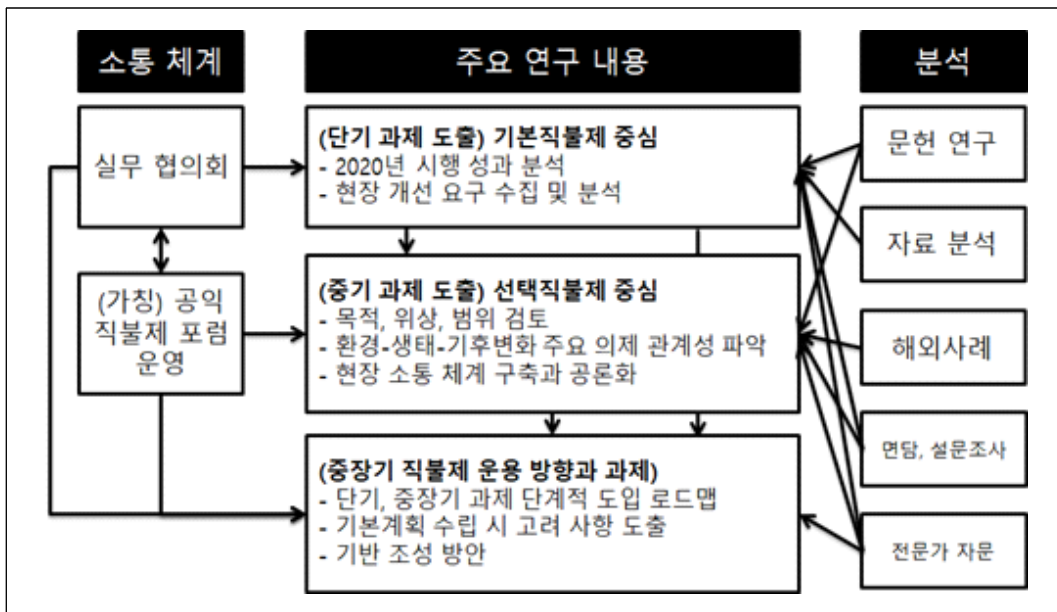 소통 체계
주요 연구 내용
분석
실무 협의회
(가칭) 공익
직불제 포럼
운영
(단기 과제 도출) 기본직불제 중심
- 2020년 시행 성과 분석
- 현장 개선 요구 수집 및 분석
(중기 과제 도출) 선택직불제 중심
- 목적, 위상, 범위 검토
- 환경-생태-기후변화 주요 의제 관계성 파악
- 현장 소통 체계 구축과 공론화
(중장기 직불제 운용 방향과 과제)
- 단기, 중장기 과제 단계적 도입 로드맵
- 기본계획 수립 시 고려 사항 도출
- 기반 조성 방안
문헌 연구
자료 분석
해외사례
면담, 설문조사
전문가 자문